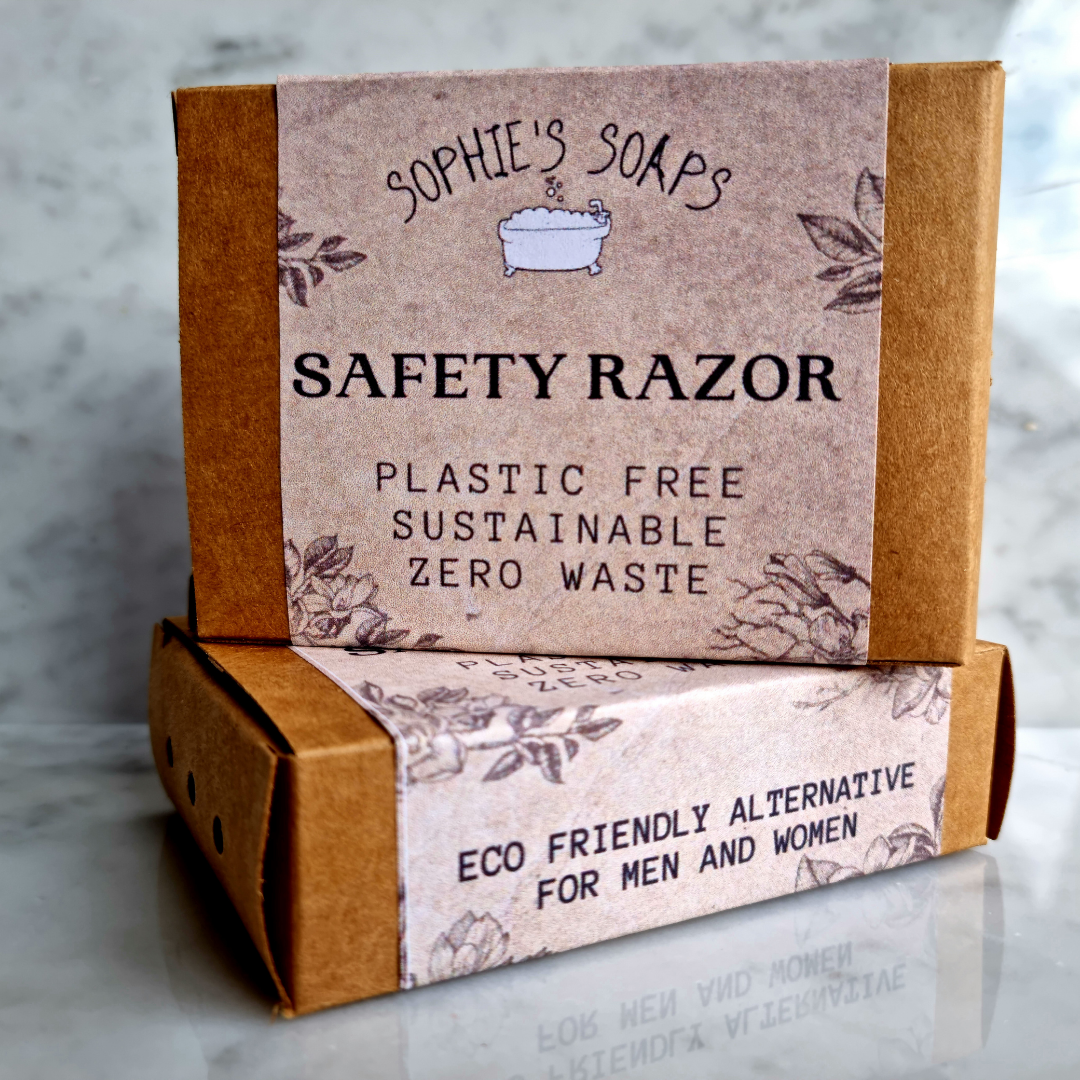 SOPHIE'S SOAPS
SAFETY RAZOR
PLASTIC FREE
SUSTAINABLE
ZERO WASTE
ECO FRIENDLY ALTERNATIVE
FOR MEN AND WOMEN